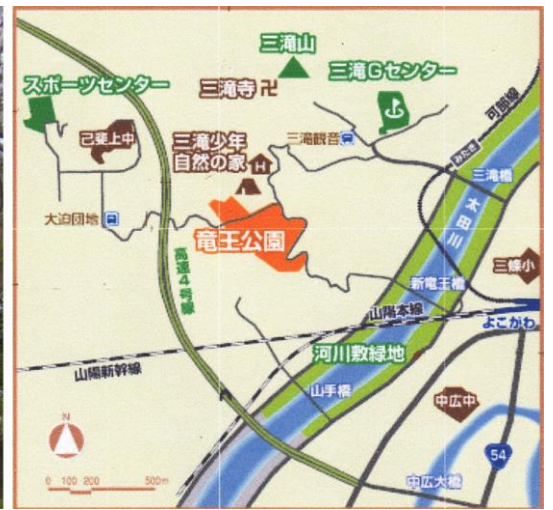 三滝山
スポーツセンター
三滝寺 卍
三滝Gセンター
可部線
己斐上中
三滝少年
自然の家
三滝観音
みたき
三滝橋
太田川
大迫団地
竜王公園
高速4号線
新竜王橋
三篠小
山陽本線
よこがわ
山陽新幹線
河川敷緑地
山手橋
中広中
N
54
0 100 200 500m
中広大橋